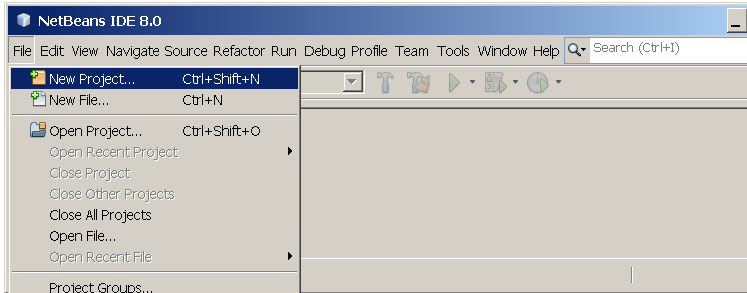 NetBeans IDE 8.0
File Edit View Navigate Source Refactor Run Debug Profile Team Tools Window Help Search (Ctrl+I)
New Project... Ctrl+Shift+N
New File... Ctrl+N
Open Project... Ctrl+Shift+O
Open Recent Project
Close Project
Close Other Projects
Close All Projects
Open File...
Open Recent File
Project Groups...